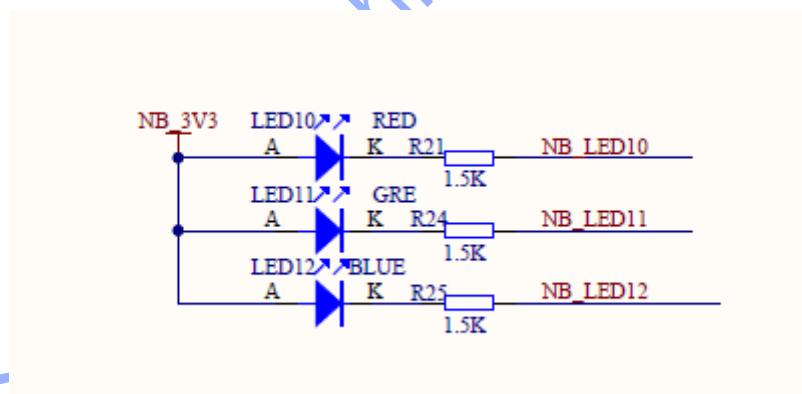 NB_3V3 LED10 RED
A K R21 NB_LED10
1.5K
LED11 GRE
A K R24 NB_LED11
1.5K
LED12 BLUE
A K R25 NB_LED12
1.5K